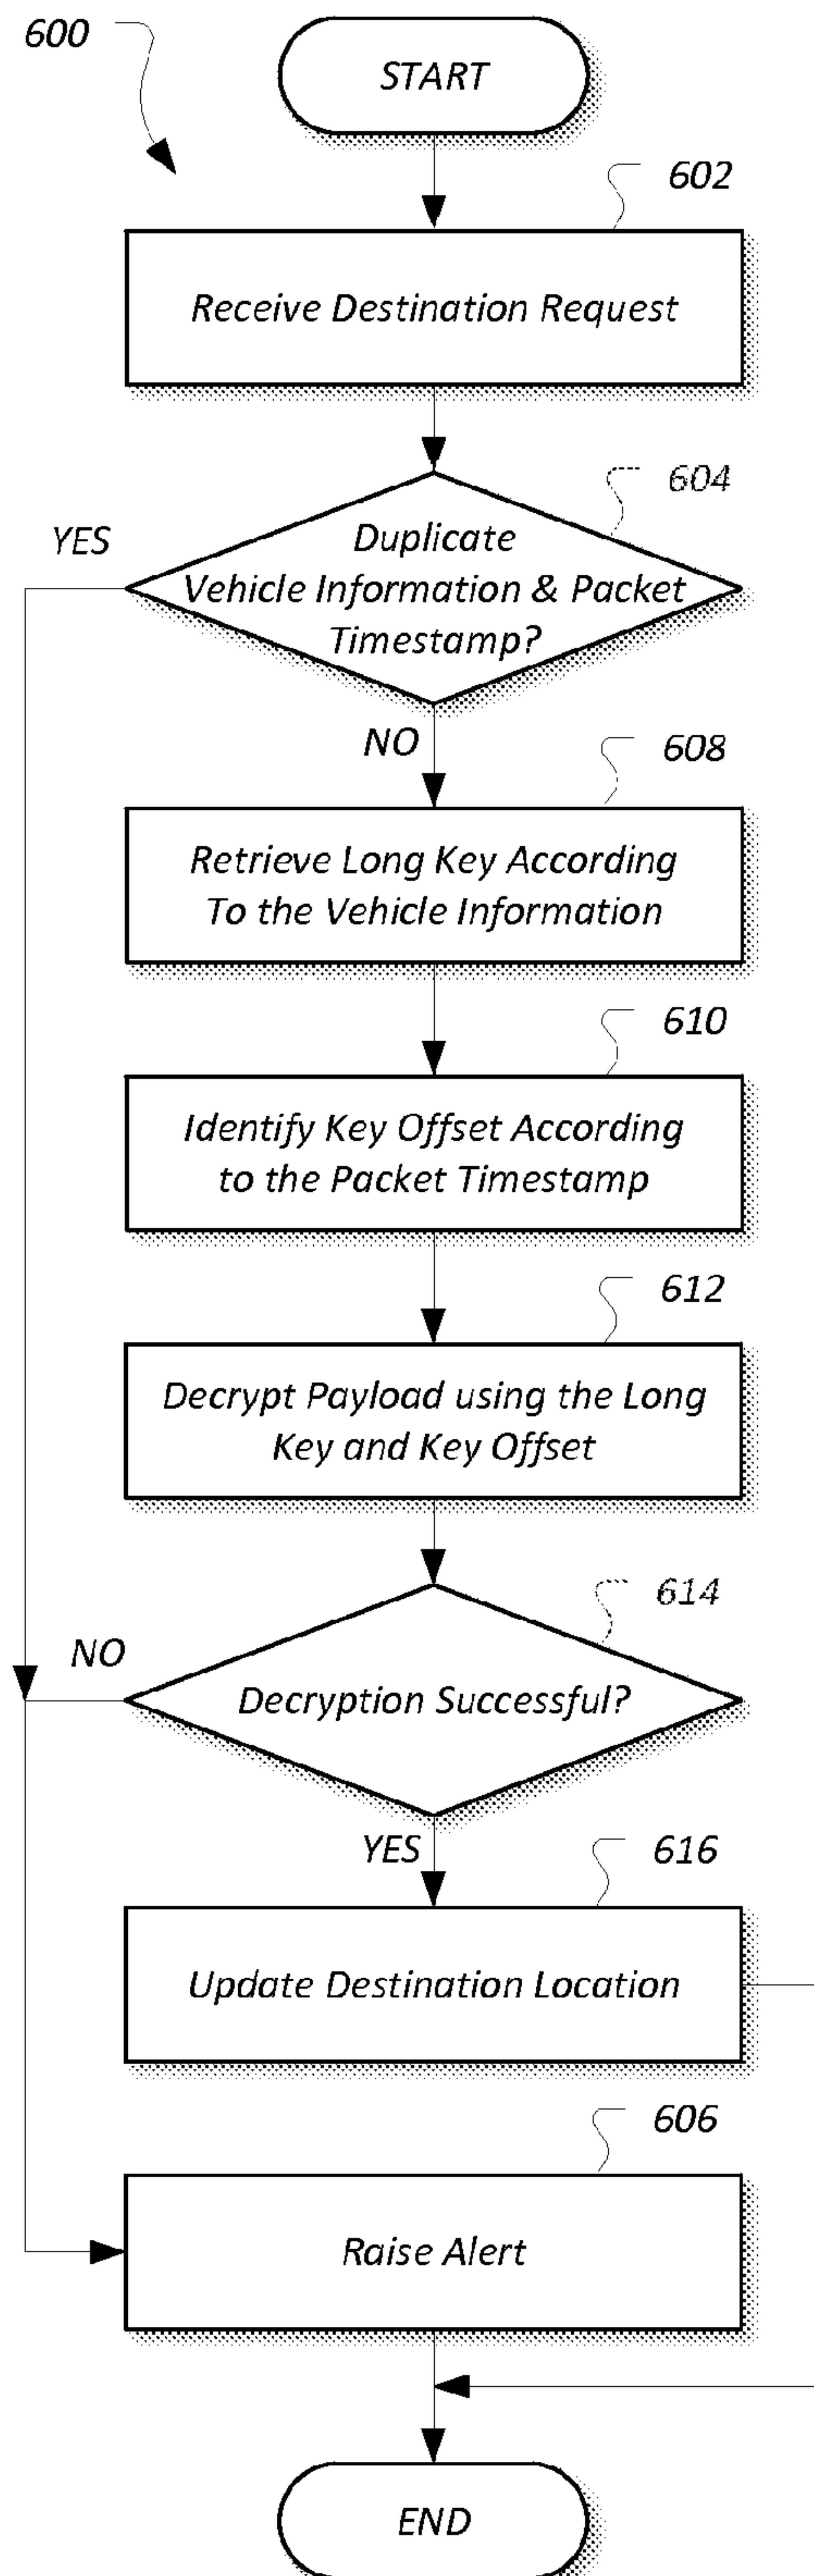 600
START
602
Receive Destination Request
604
YES
Duplicate
Vehicle Information & Packet
Timestamp?
NO
608
Retrieve Long Key According
To the Vehicle Information
610
Identify Key Offset According
to the Packet Timestamp
612
Decrypt Payload using the Long
Key and Key Offset
614
NO
Decryption Successful?
YES
616
Update Destination Location
606
Raise Alert
END